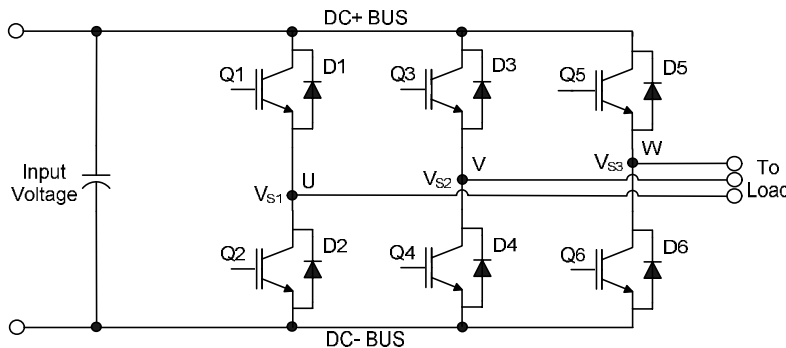 DC+ BUS
Q1
D1
Q3
D3
Q5
D5
Input
Voltage
VS1
U
VS2
V
VS3
W
To
Load
Q2
D2
Q4
D4
Q6
D6
DC- BUS